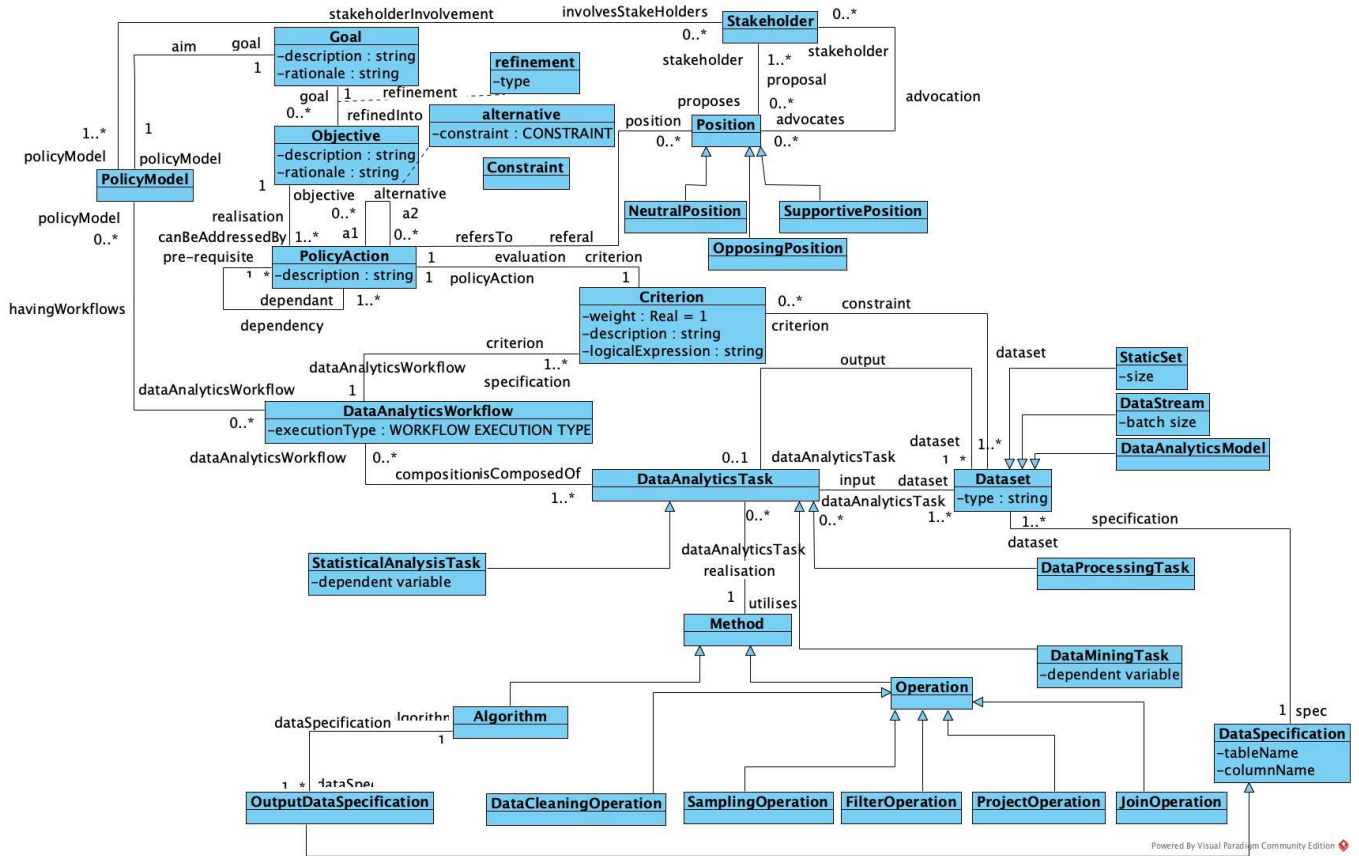 stakeholderInvolvement
involvesStakeHolders
0..*
Stakeholder
0..*
stakeholder
advocation
aim
goal
1
Goal
-description : string
-rationale : string
goal
1
refinement
0..*
refinedInto
refinement
-type
alternative
-constraint : CONSTRAINT
Constraint
stakeholder
1..*
proposal
proposes
0..*
position
0..*
Position
advocates
0..*
1..*
policyModel
1
policyModel
PolicyModel
policyModel
0..*
Objective
-description : string
-rationale : string
1
objective
alternative
0..*
a2
a1
0..*
realisation
canBeAddressedBy
1..*
NeutralPosition
SupportivePosition
OpposingPosition
refersTo
referal
pre-requisite
PolicyAction
-description : string
1
evaluation
criterion
1
policyAction
1
1..*
dependant
1..*
dependency
havingWorkflows
Criterion
-weight : Real = 1
-description : string
-logicalExpression : string
0..*
constraint
criterion
dataset
criterion
1..*
dataAnalyticsWorkflow
specification
1
output
StaticSet
-size
DataStream
-batch size
DataAnalyticsModel
dataAnalyticsWorkflow
0..*
DataAnalyticsWorkflow
-executionType : WORKFLOW EXECUTION TYPE
dataAnalyticsWorkflow
0..*
composition
isComposedOf
1..*
dataAnalyticsTask
0..1
dataset
1..*
1..*
DataAnalyticsTask
input
dataset
dataAnalyticsTask
0..*
1..*
Dataset
-type : string
1..*
specification
dataset
0..*
dataAnalyticsTask
realisation
1
utilises
StatisticalAnalysisTask
-dependent variable
DataProcessingTask
Method
DataMiningTask
-dependent variable
Operation
Algorithm
dataSpecification
1
1..*
1
spec
DataSpecification
-tableName
-columnName
OutputDataSpecification
DataCleaningOperation
SamplingOperation
FilterOperation
ProjectOperation
JoinOperation
Powered By Visual Paradigm Community Edition